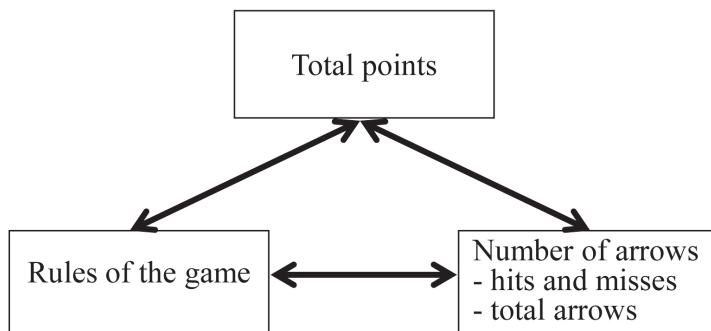 Total points
Rules of the game
Number of arrows
- hits and misses
- total arrows